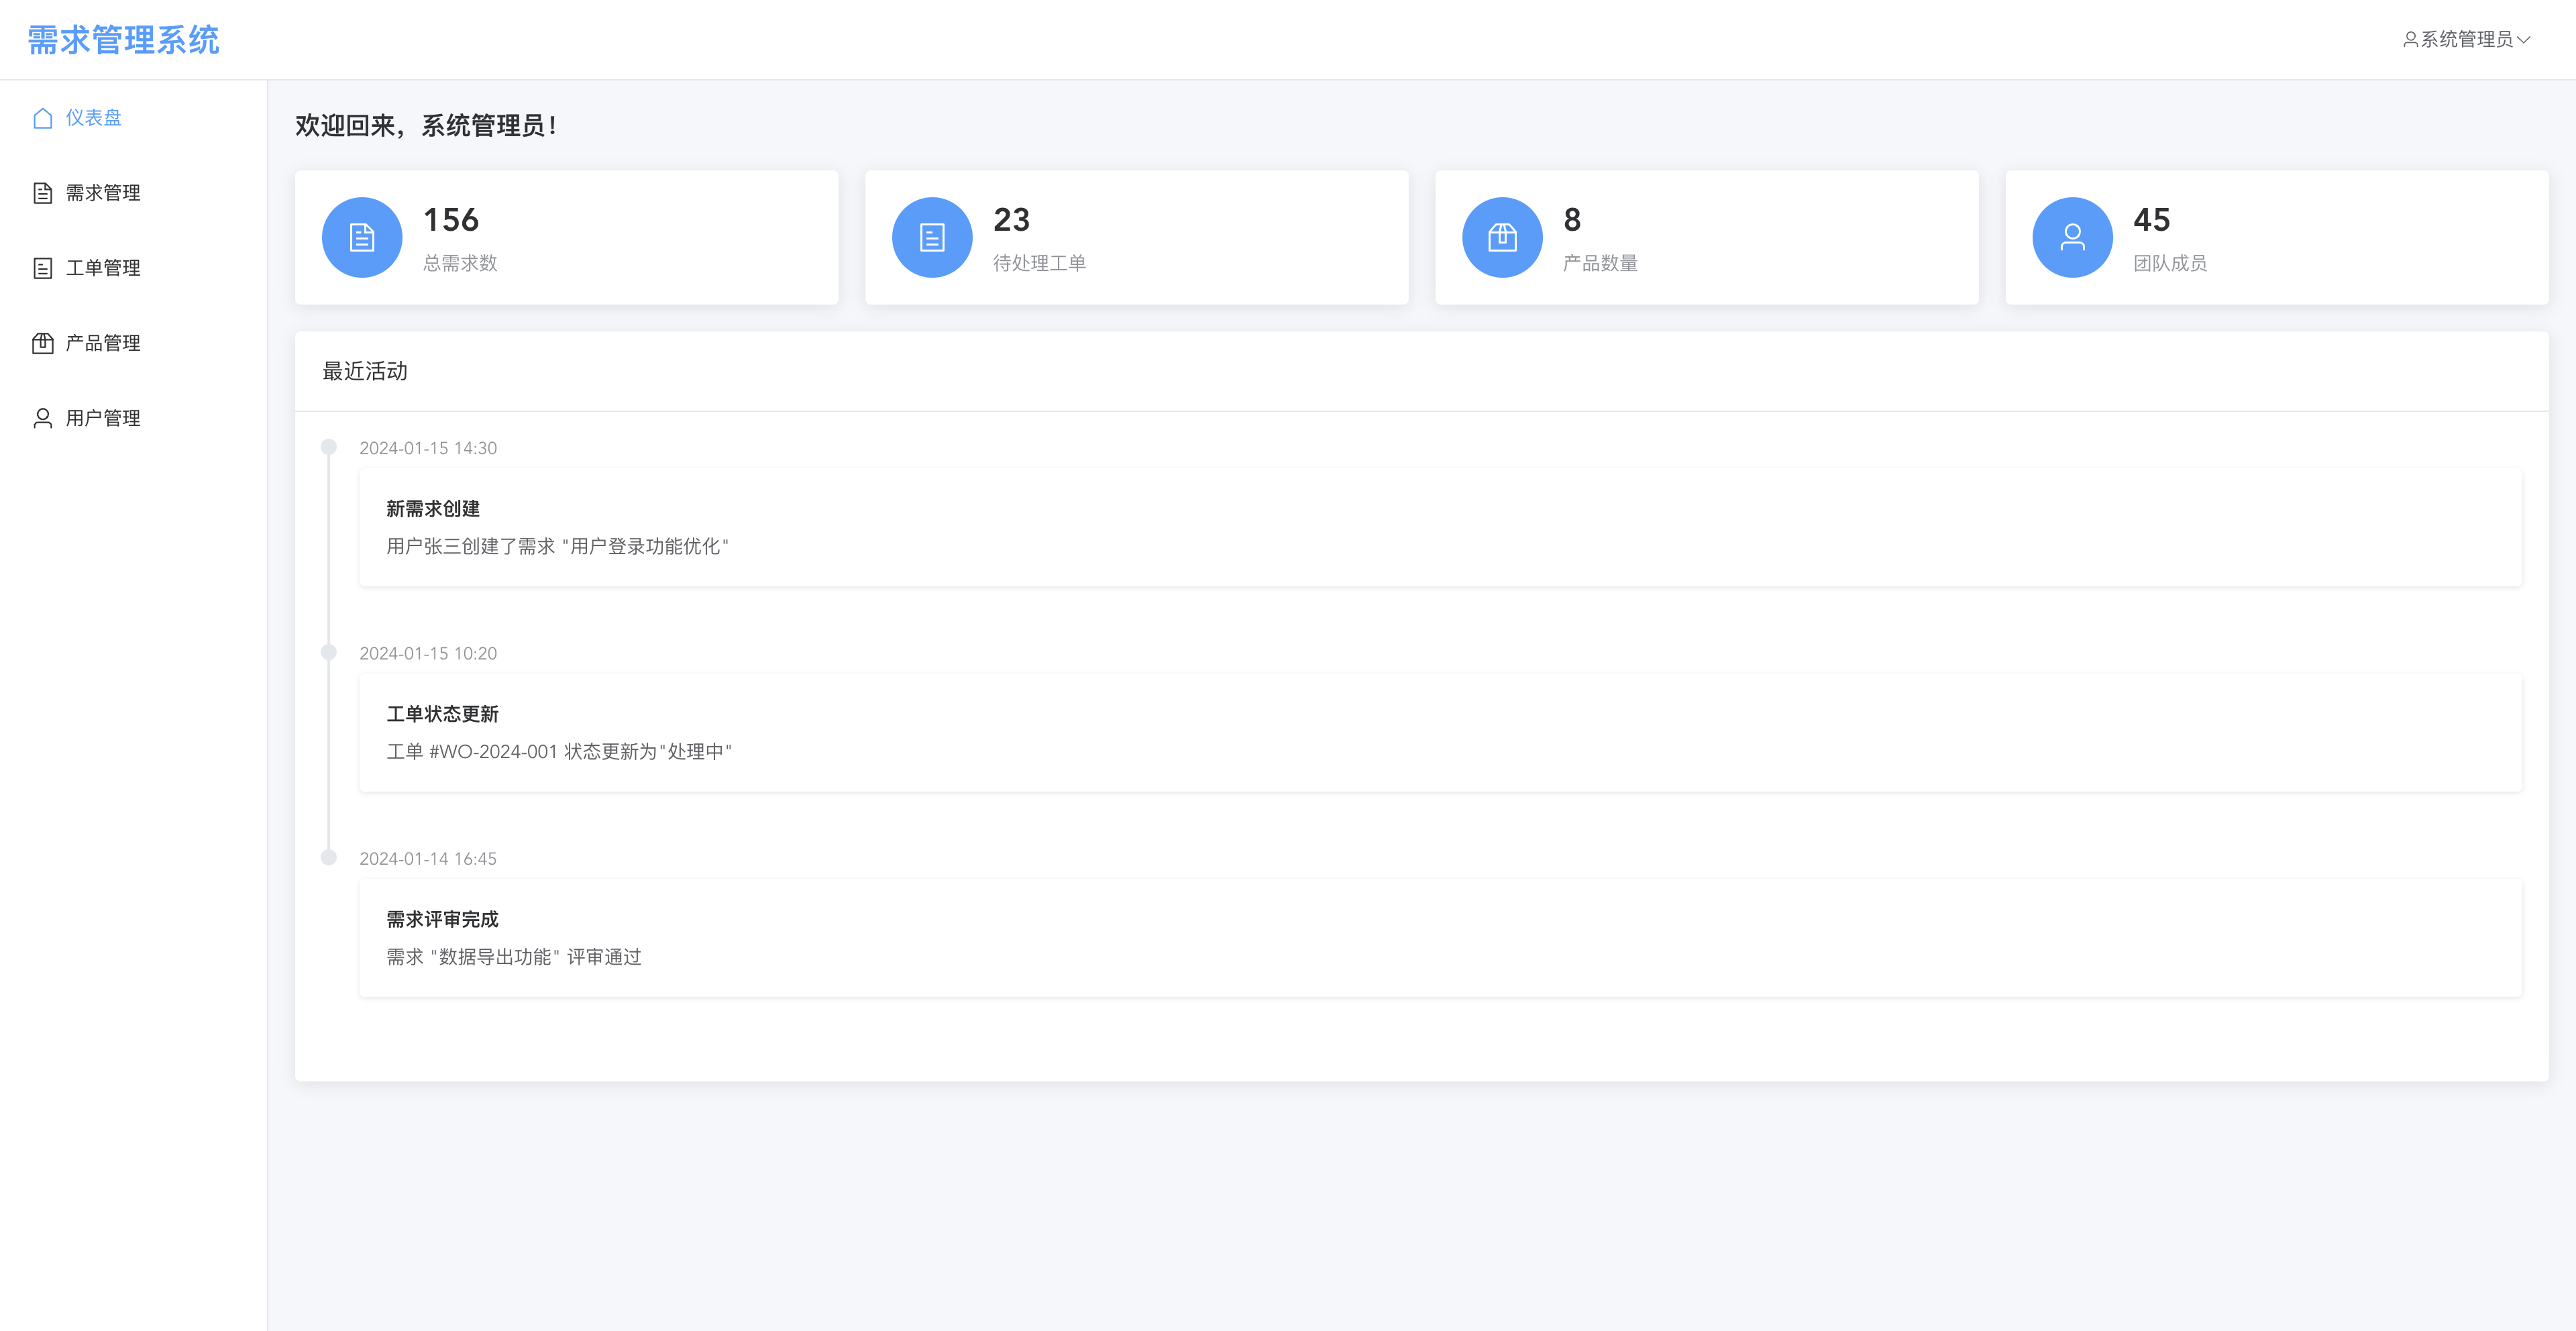 需求管理系统
系统管理员
仪表盘
需求管理
工单管理
产品管理
用户管理
欢迎回来，系统管理员！
156
总需求数
23
待处理工单
8
产品数量
45
团队成员
最近活动
2024-01-15 14:30
新需求创建
用户张三创建了需求 "用户登录功能优化"
2024-01-15 10:20
工单状态更新
工单 #WO-2024-001 状态更新为"处理中"
2024-01-14 16:45
需求评审完成
需求 "数据导出功能" 评审通过